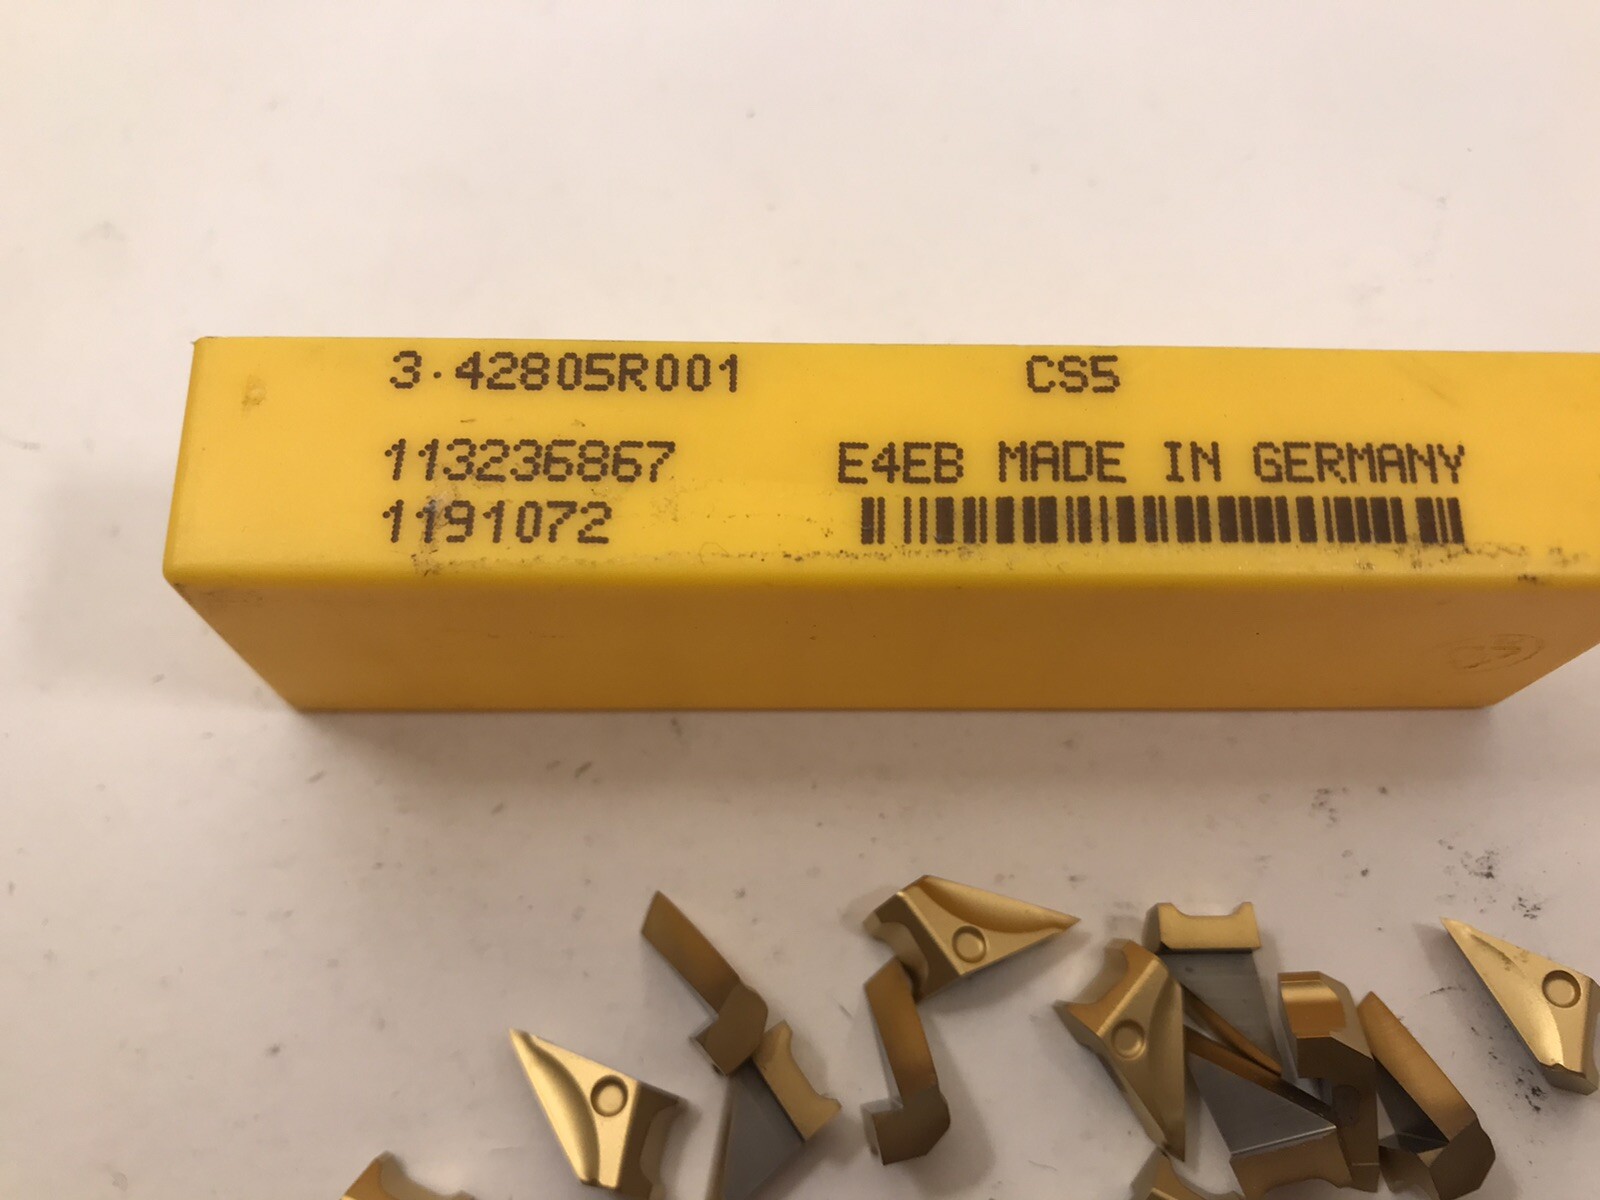 3.42805R001 CS5
113236867 E4EB MADE IN GERMANY
1191072